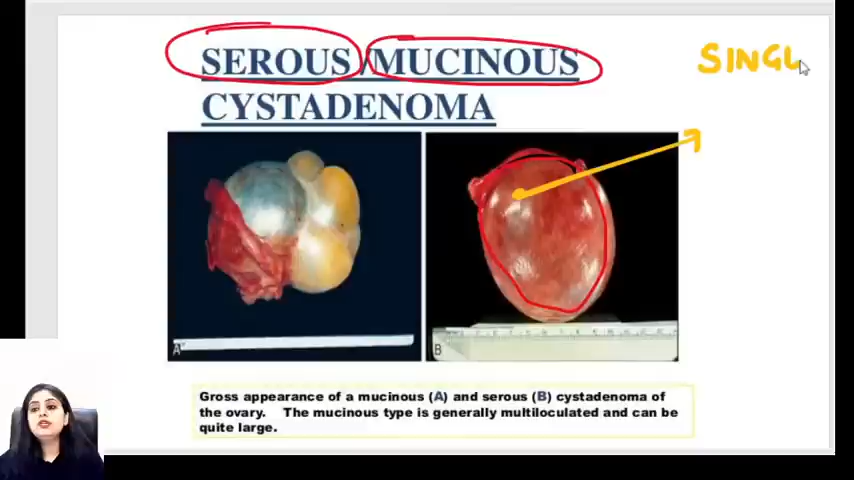 SEROUS/MUCINOUS
CYSTADENOMA
SINGL
A
B
Gross appearance of a mucinous (A) and serous (B) cystadenoma of
the ovary. The mucinous type is generally multiloculated and can be
quite large.